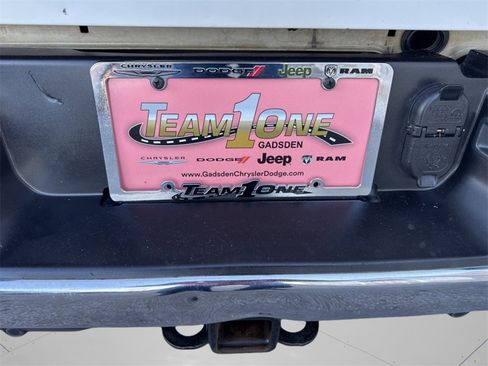 CHRYSLER DODGE Jeep RAM
TEAM 1 ONE
GADSDEN
CHRYSLER DODGE Jeep RAM
www.GadsdenChryslerDodge.com
TEAM 1 ONE